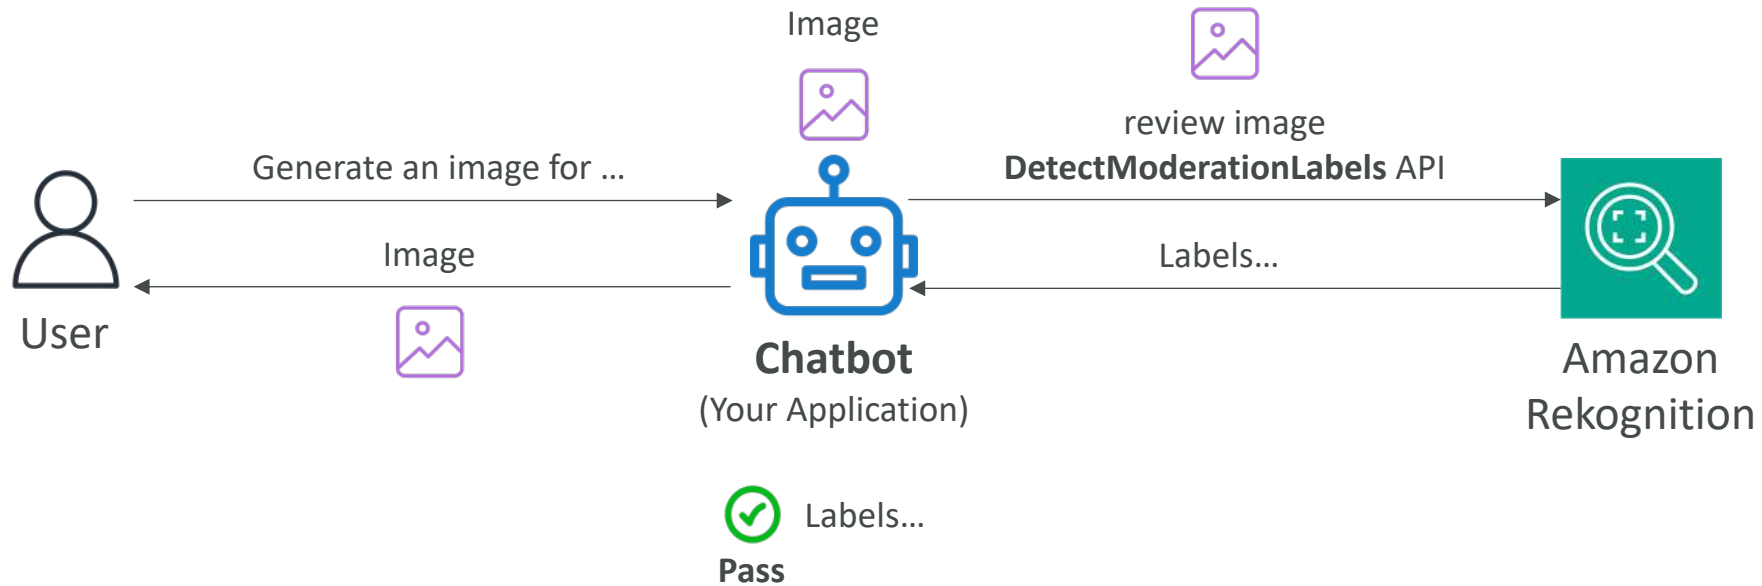 Image
review image
DetectModerationLabels API
Generate an image for …
Image
Labels…
User
Chatbot
(Your Application)
Amazon
Rekognition
Labels…
Pass